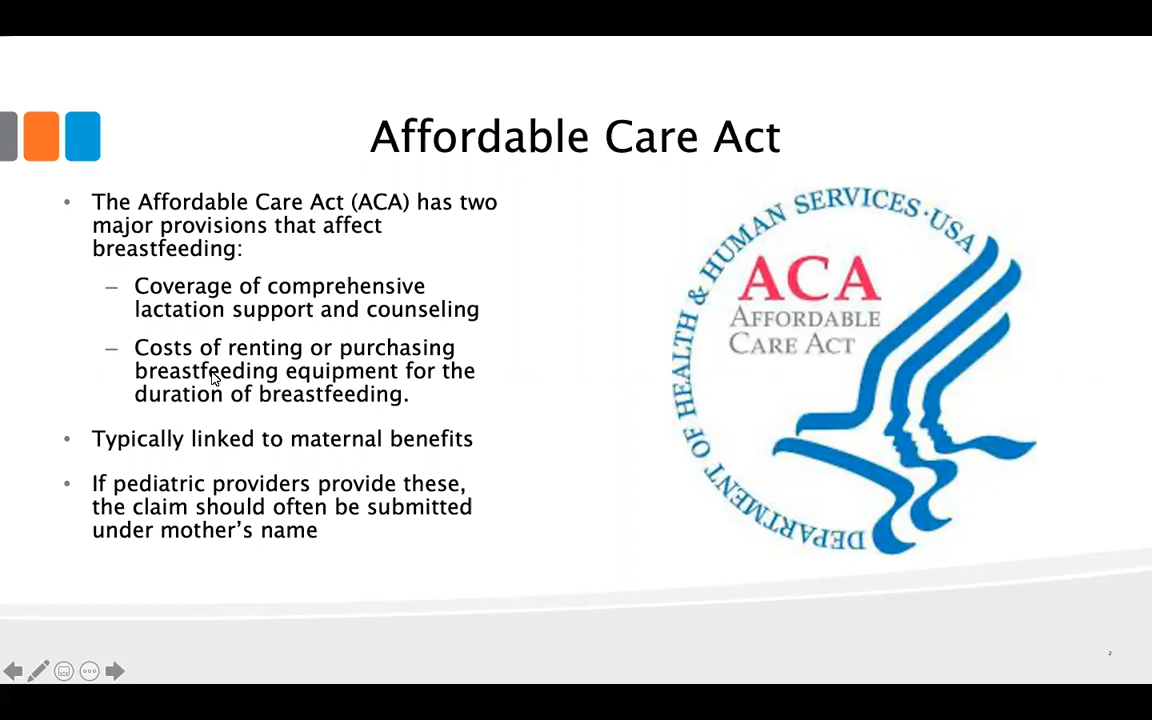 Affordable Care Act
• The Affordable Care Act (ACA) has two
major provisions that affect
breastfeeding:
– Coverage of comprehensive
lactation support and counseling
– Costs of renting or purchasing
breastfeeding equipment for the
duration of breastfeeding.
• Typically linked to maternal benefits
• If pediatric providers provide these,
the claim should often be submitted
under mother’s name
DEPARTMENT OF HEALTH & HUMAN SERVICES·USA
ACA
AFFORDABLE
CARE ACT
2